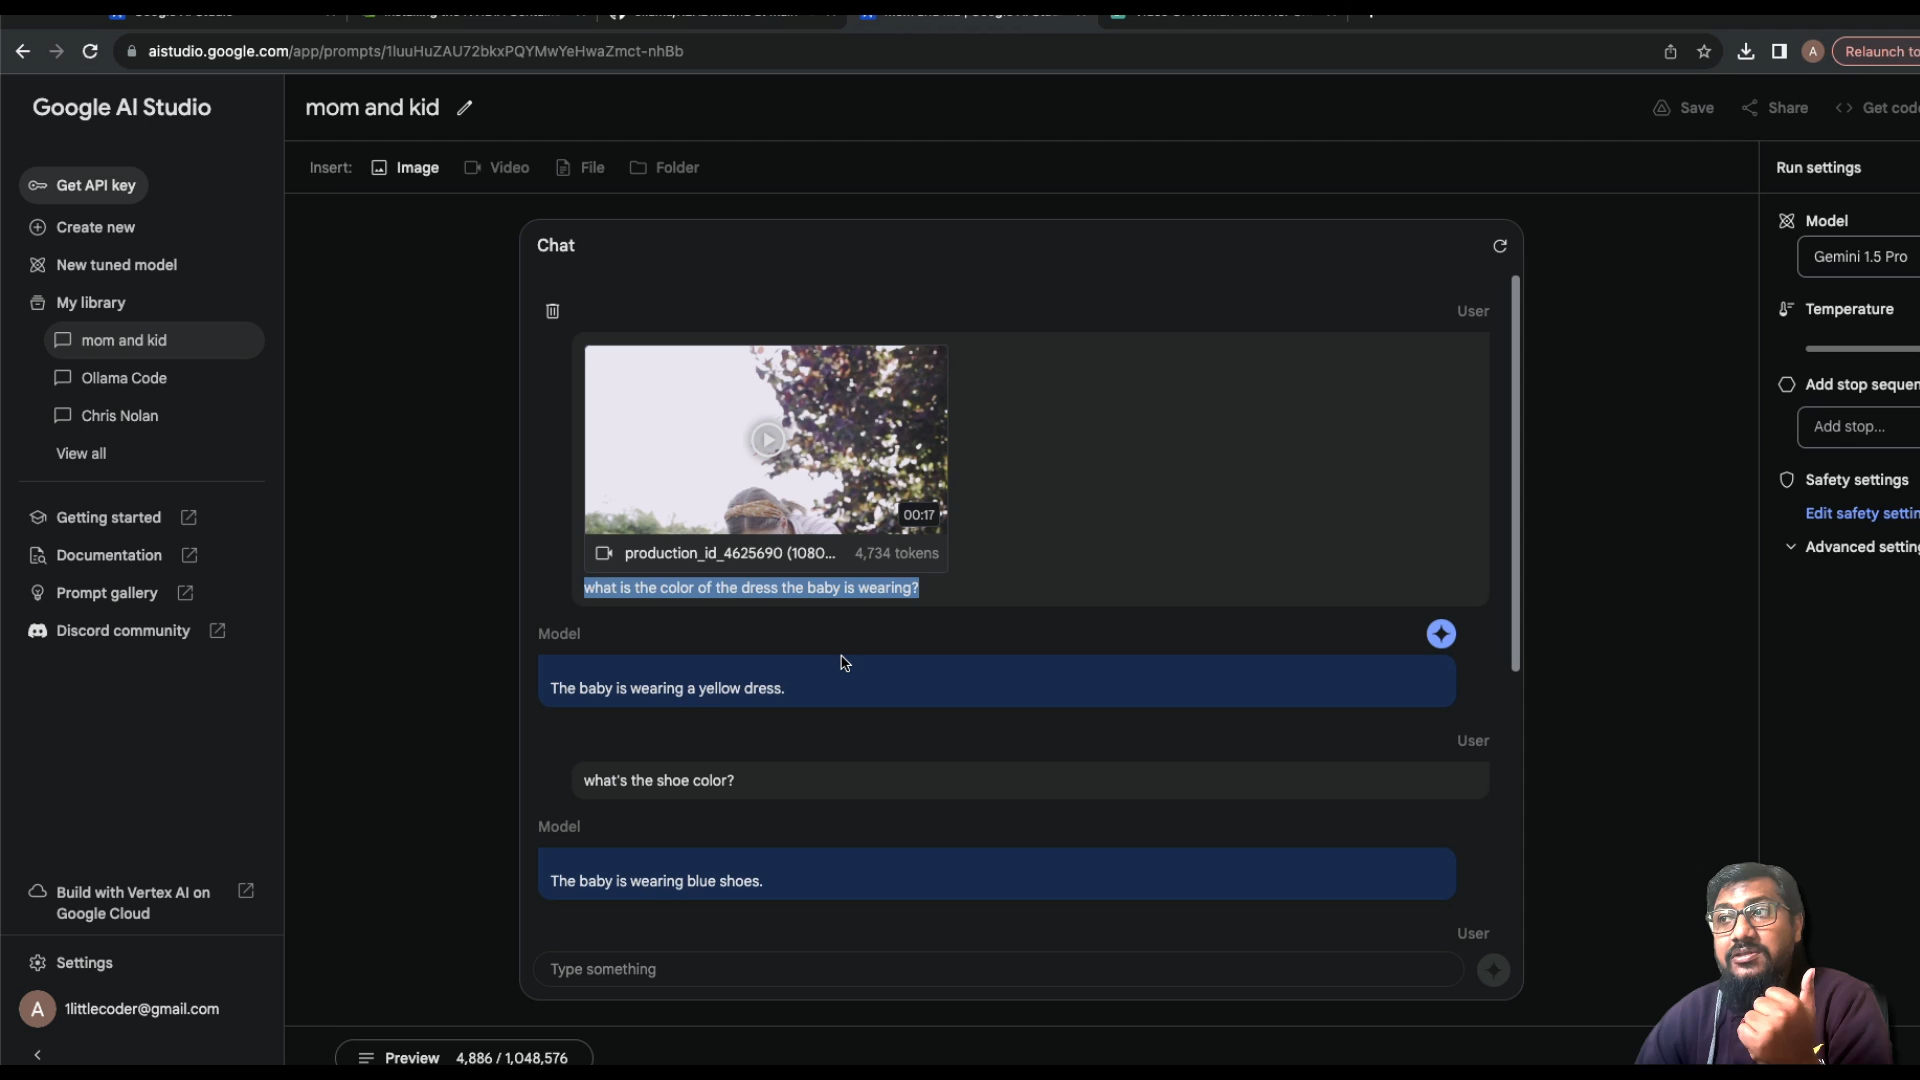 aistudio.google.com/app/prompts/1luuHuZAU72bkxPQYMwYeHwaZmct-nhBb
A
Relaunch to
Google AI Studio
mom and kid
Save
Share
Get code
Insert:
Image
Video
File
Folder
Run settings
Get API key
Create new
New tuned model
My library
mom and kid
Ollama Code
Chris Nolan
View all
Getting started
Documentation
Prompt gallery
Discord community
Build with Vertex AI on
Google Cloud
Settings
A
1littlecoder@gmail.com
Chat
User
00:17
production_id_4625690 (1080...
4,734 tokens
what is the color of the dress the baby is wearing?
Model
The baby is wearing a yellow dress.
User
what's the shoe color?
Model
The baby is wearing blue shoes.
User
Type something
Preview
4,886 / 1,048,576
Model
Gemini 1.5 Pro
Temperature
Add stop sequen
Add stop...
Safety settings
Edit safety settin
Advanced setting